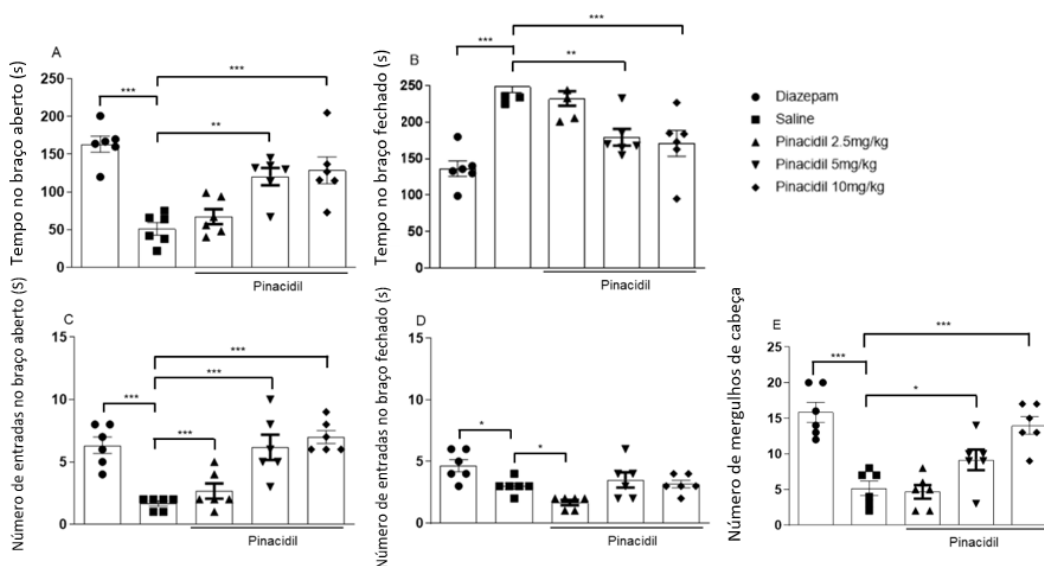 A
Tempo no braço aberto (s)
250
200
150
100
50
0
***
***
**
Pinacidil
B
Tempo no braço fechado (s)
250
200
150
100
50
0
***
***
**
Pinacidil
Diazepam
Saline
Pinacidil 2.5mg/kg
Pinacidil 5mg/kg
Pinacidil 10mg/kg
C
Número de entradas no braço aberto (S)
15
10
5
0
***
***
***
***
Pinacidil
D
Número de entradas no braço fechado (s)
15
10
5
0
*
*
Pinacidil
E
Número de mergulhos de cabeça
25
20
15
10
5
0
***
***
*
Pinacidil